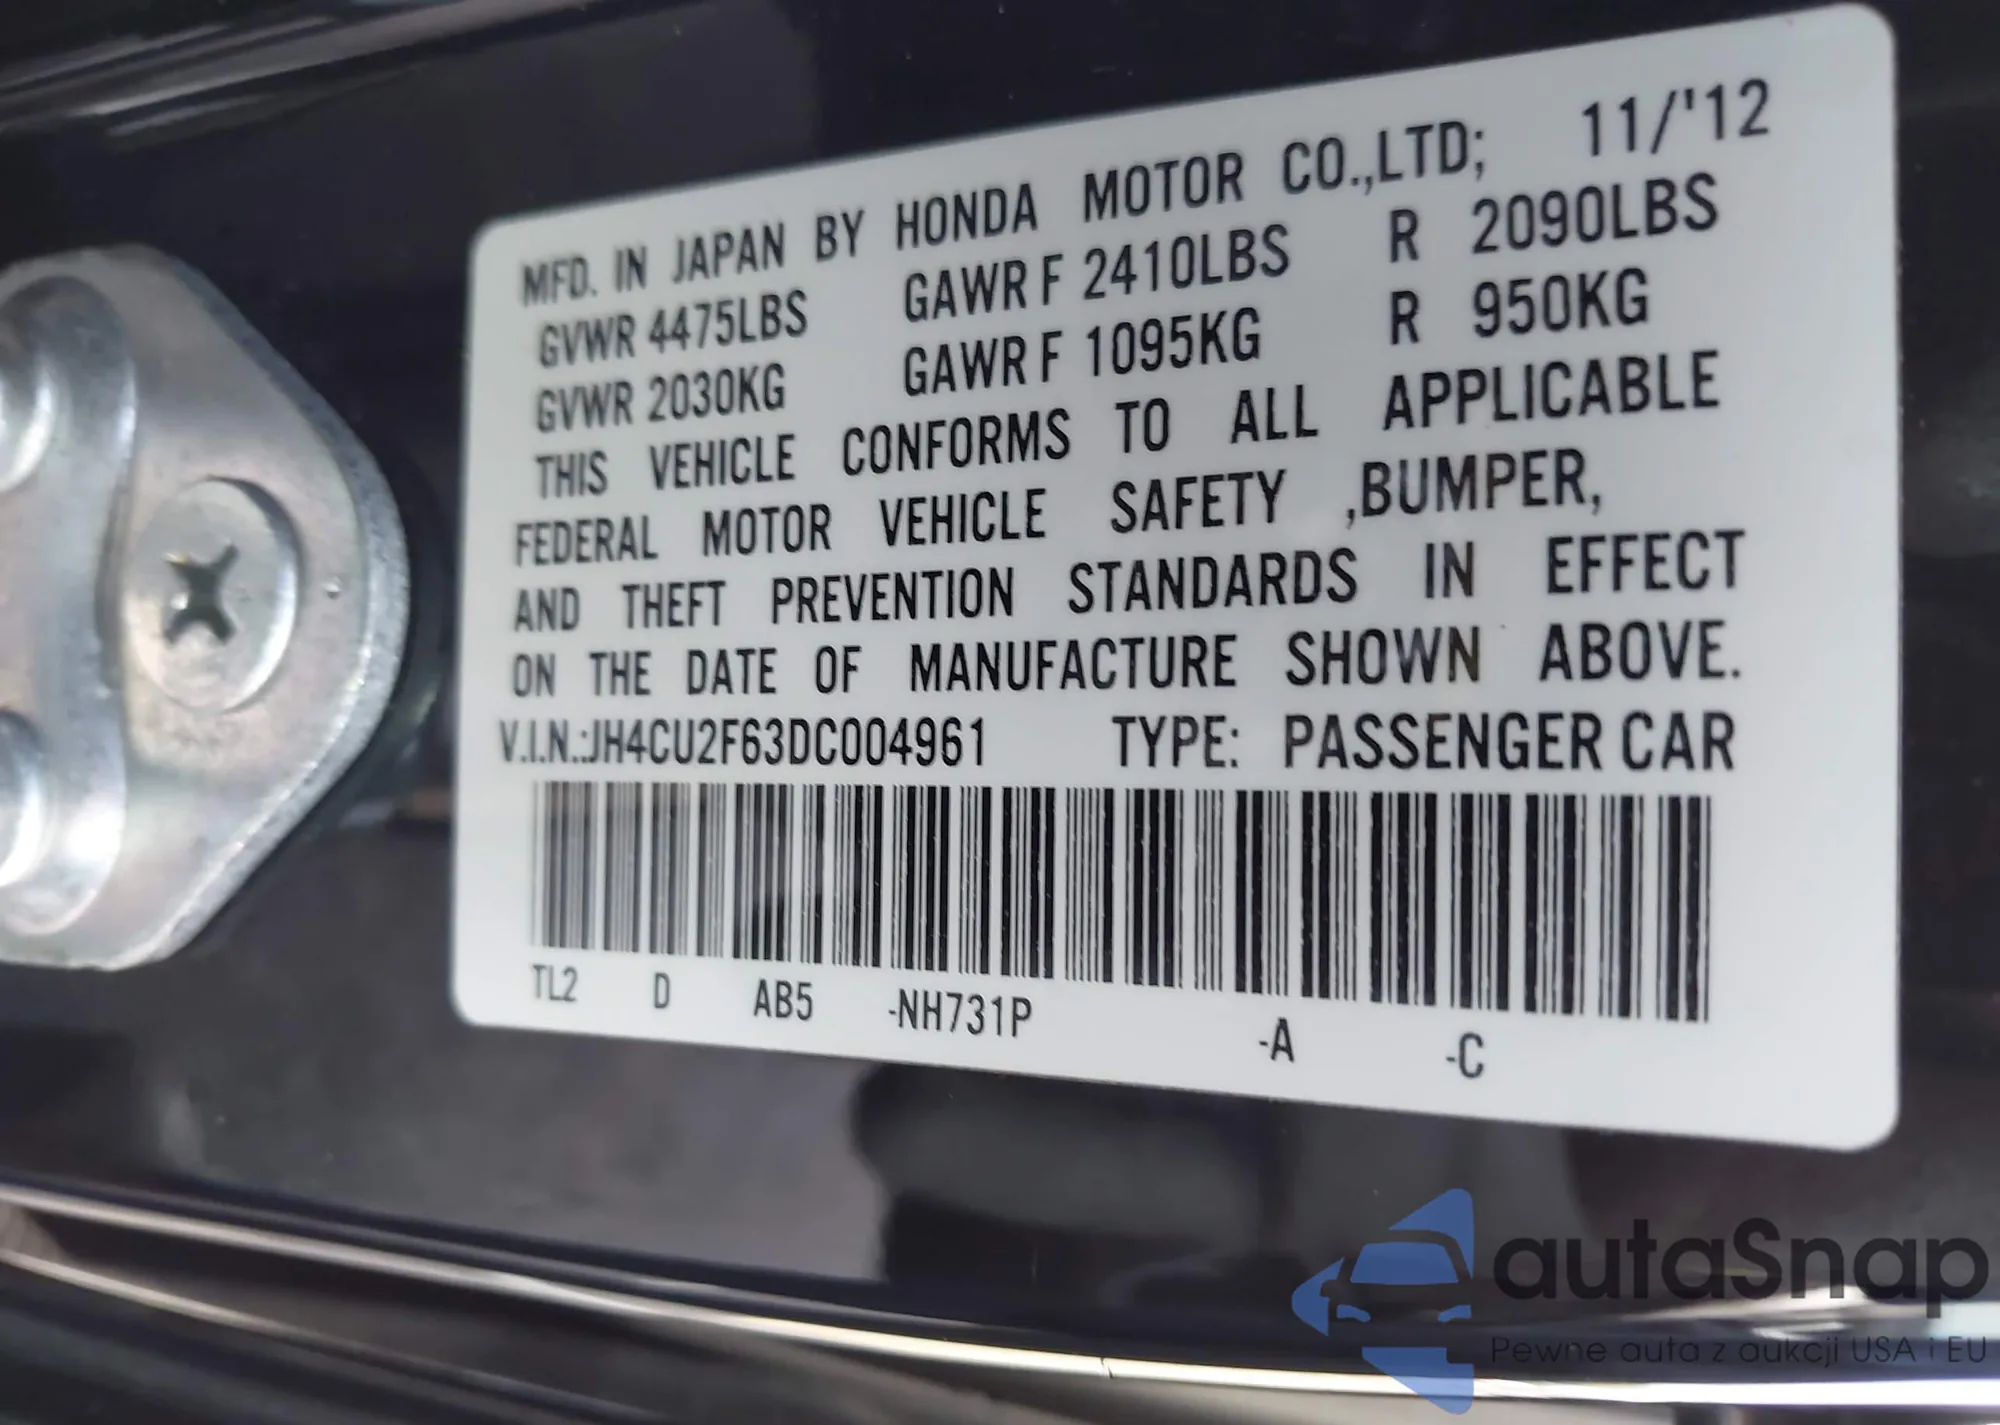 MFD. IN JAPAN BY HONDA MOTOR CO.,LTD; 11/'12
GVWR 4475LBS GAWR F 2410LBS R 2090LBS
GVWR 2030KG GAWR F 1095KG R 950KG
THIS VEHICLE CONFORMS TO ALL APPLICABLE
FEDERAL MOTOR VEHICLE SAFETY ,BUMPER,
AND THEFT PREVENTION STANDARDS IN EFFECT
ON THE DATE OF MANUFACTURE SHOWN ABOVE.
V.I.N.:JH4CU2F63DC004961 TYPE: PASSENGER CAR
TL2 D AB5 -NH731P -A -C
autaSnap
Pewne auta z aukcji USA i EU